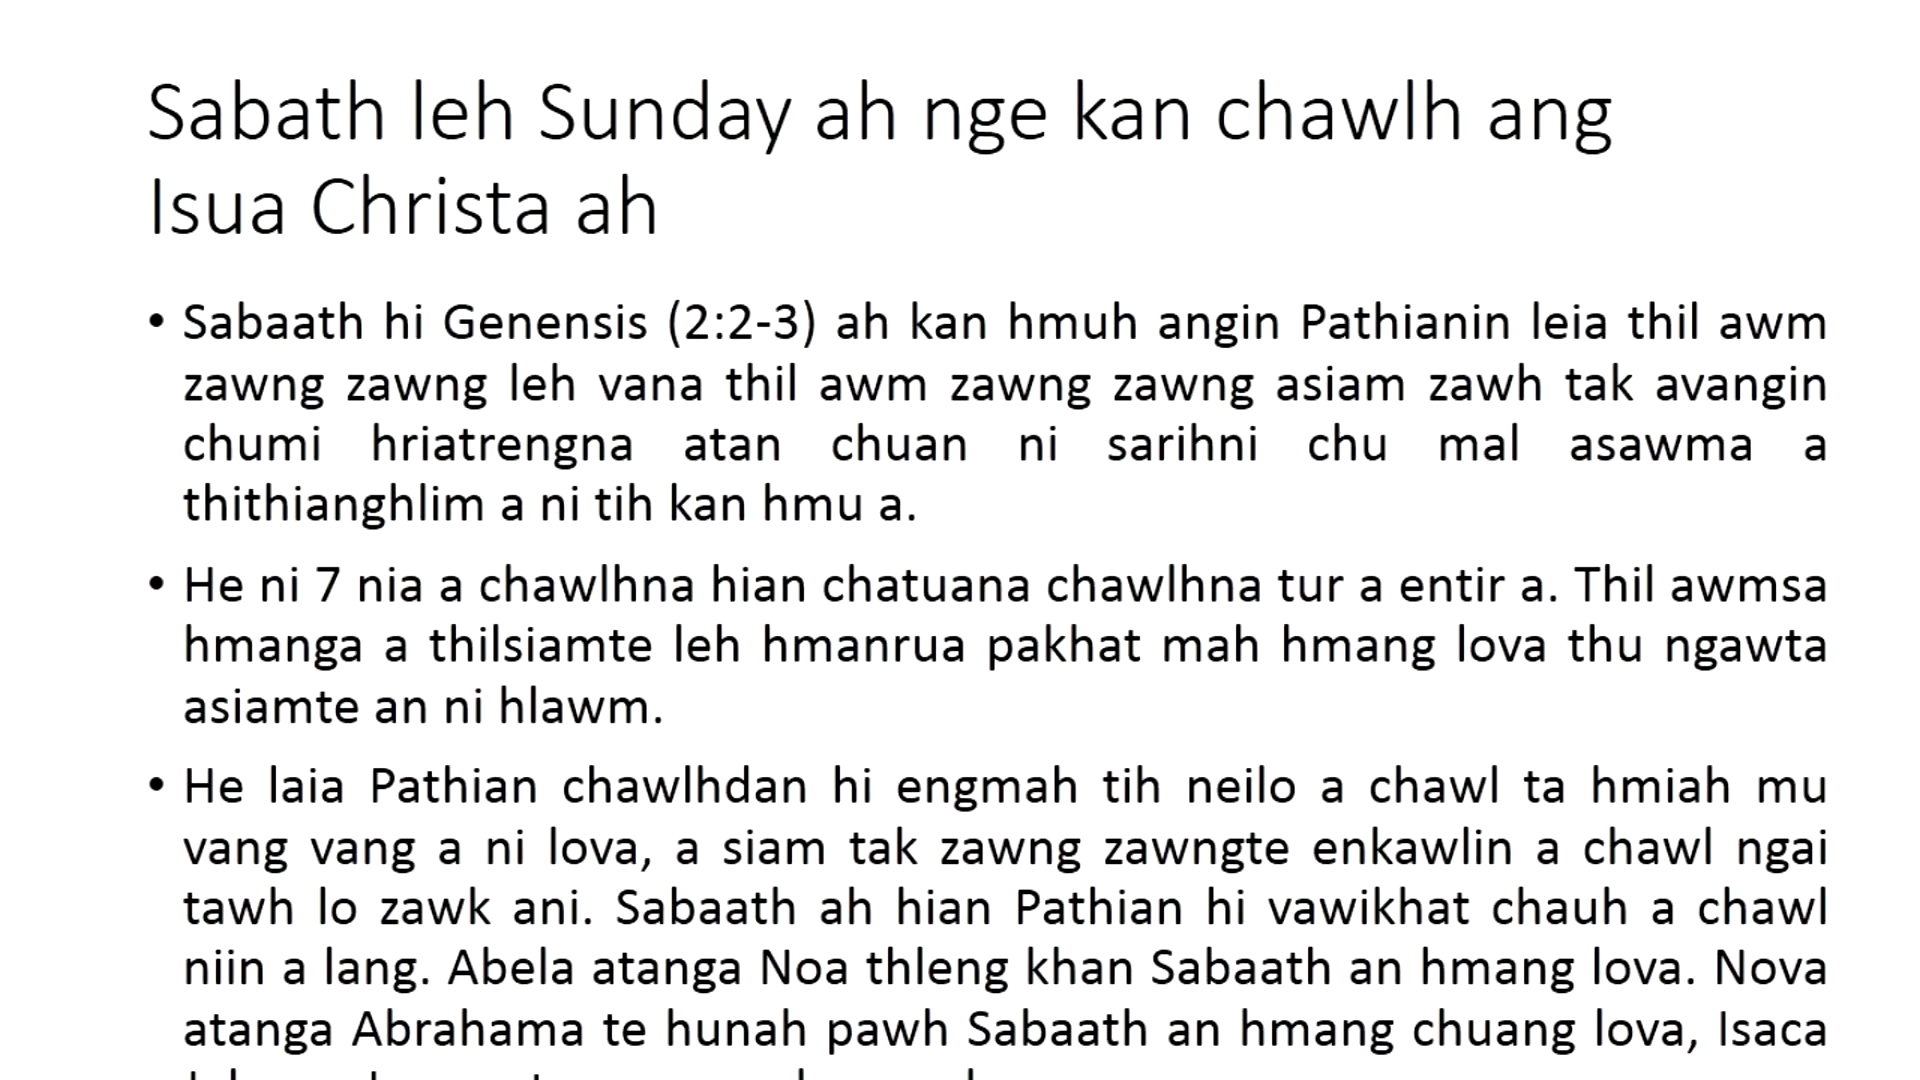 Sabath leh Sunday ah nge kan chawlh ang
Isua Christa ah
• Sabaath hi Genensis (2:2-3) ah kan hmuh angin Pathianin leia thil awm
zawng zawng leh vana thil awm zawng zawng asiam zawh tak avangin
chumi hriatrengna atan chuan ni sarihni chu mal asawma a
thithianghlim a ni tih kan hmu a.
• He ni 7 nia a chawlhna hian chatuana chawlhna tur a entir a. Thil awmsa
hmanga a thilsiamte leh hmanrua pakhat mah hmang lova thu ngawta
asiamte an ni hlawm.
• He laia Pathian chawlhdan hi engmah tih neilo a chawl ta hmiah mu
vang vang a ni lova, a siam tak zawng zawngte enkawlin a chawl ngai
tawh lo zawk ani. Sabaath ah hian Pathian hi vawikhat chauh a chawl
niin a lang. Abela atanga Noa thleng khan Sabaath an hmang lova. Nova
atanga Abrahama te hunah pawh Sabaath an hmang chuang lova, Isaca